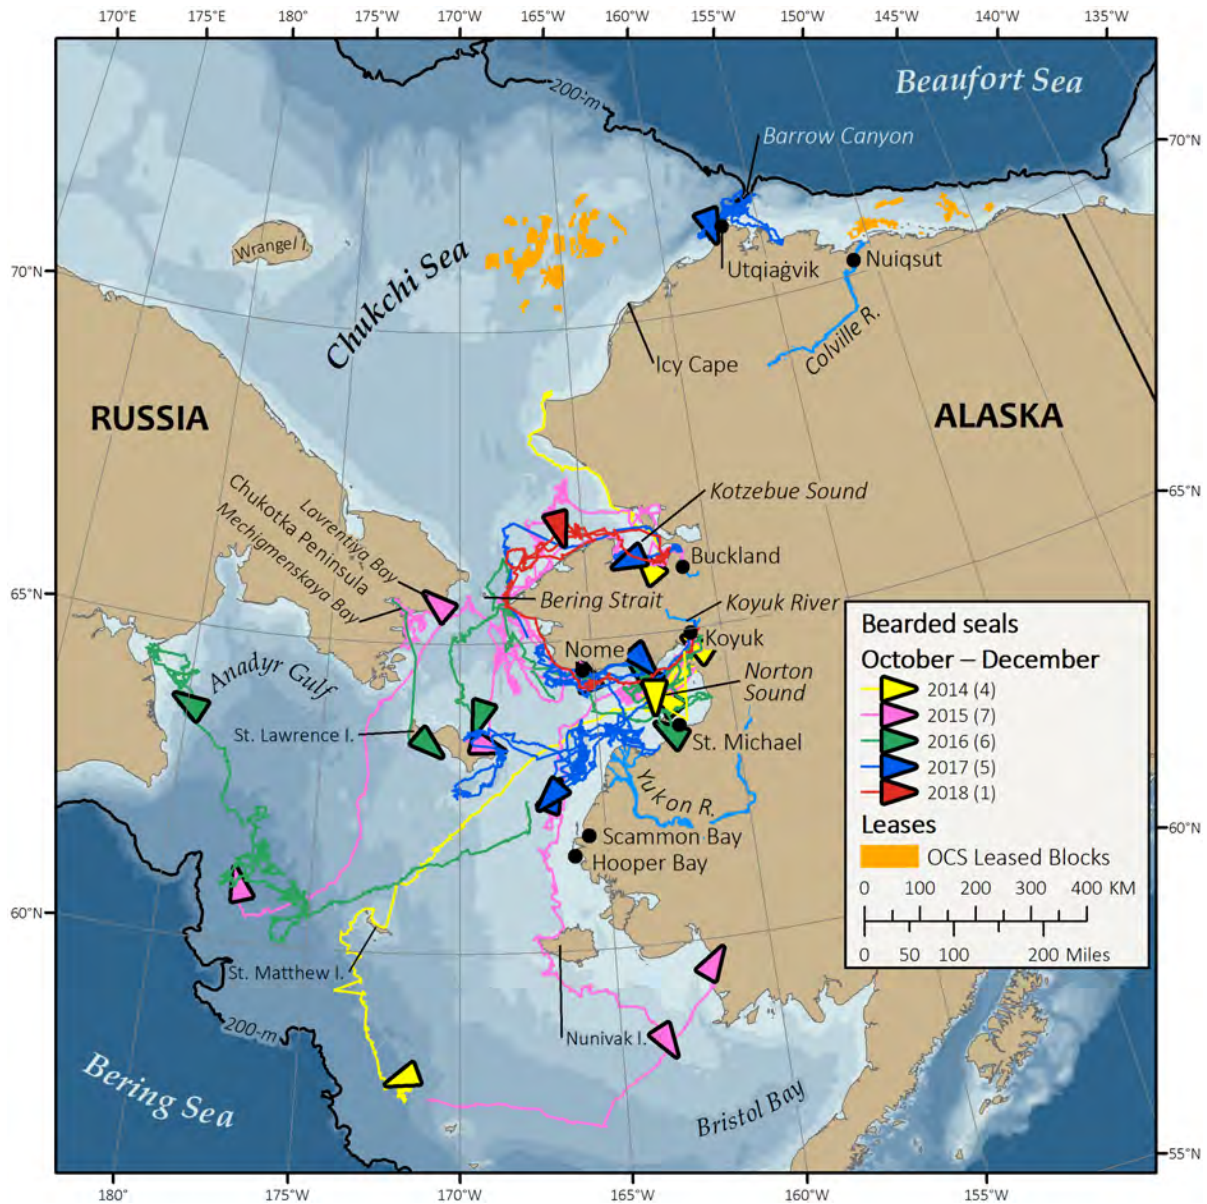 170°E 175° 180° 175°W 170°W 165°W 160°W 155°W 150°W 145°W 140°W 135°W
Beaufort Sea
200-m
Barrow Canyon
70°N
Wrangel I.
Utqiaġvik
Nuiqsut
70°N
Chukchi Sea
Colville R.
Icy Cape
RUSSIA
ALASKA
Lavrentiya Bay
Chukotka Peninsula
Mechigmenskaya Bay
Kotzebue Sound
65°N
Buckland
65°N
Bering Strait
Koyuk River
Koyuk
Nome
Norton
Sound
Anadyr Gulf
St. Lawrence I.
St. Michael
Yukon R.
Scammon Bay
Hooper Bay
60°N
60°N
St. Matthew I.
200-m
Nunivak I.
Bering Sea
Bristol Bay
55°N
Bearded seals
October – December
2014 (4)
2015 (7)
2016 (6)
2017 (5)
2018 (1)
Leases
OCS Leased Blocks
0 100 200 300 400 KM
0 50 100 200 Miles
180° 175°W 170°W 165°W 160°W 155°W